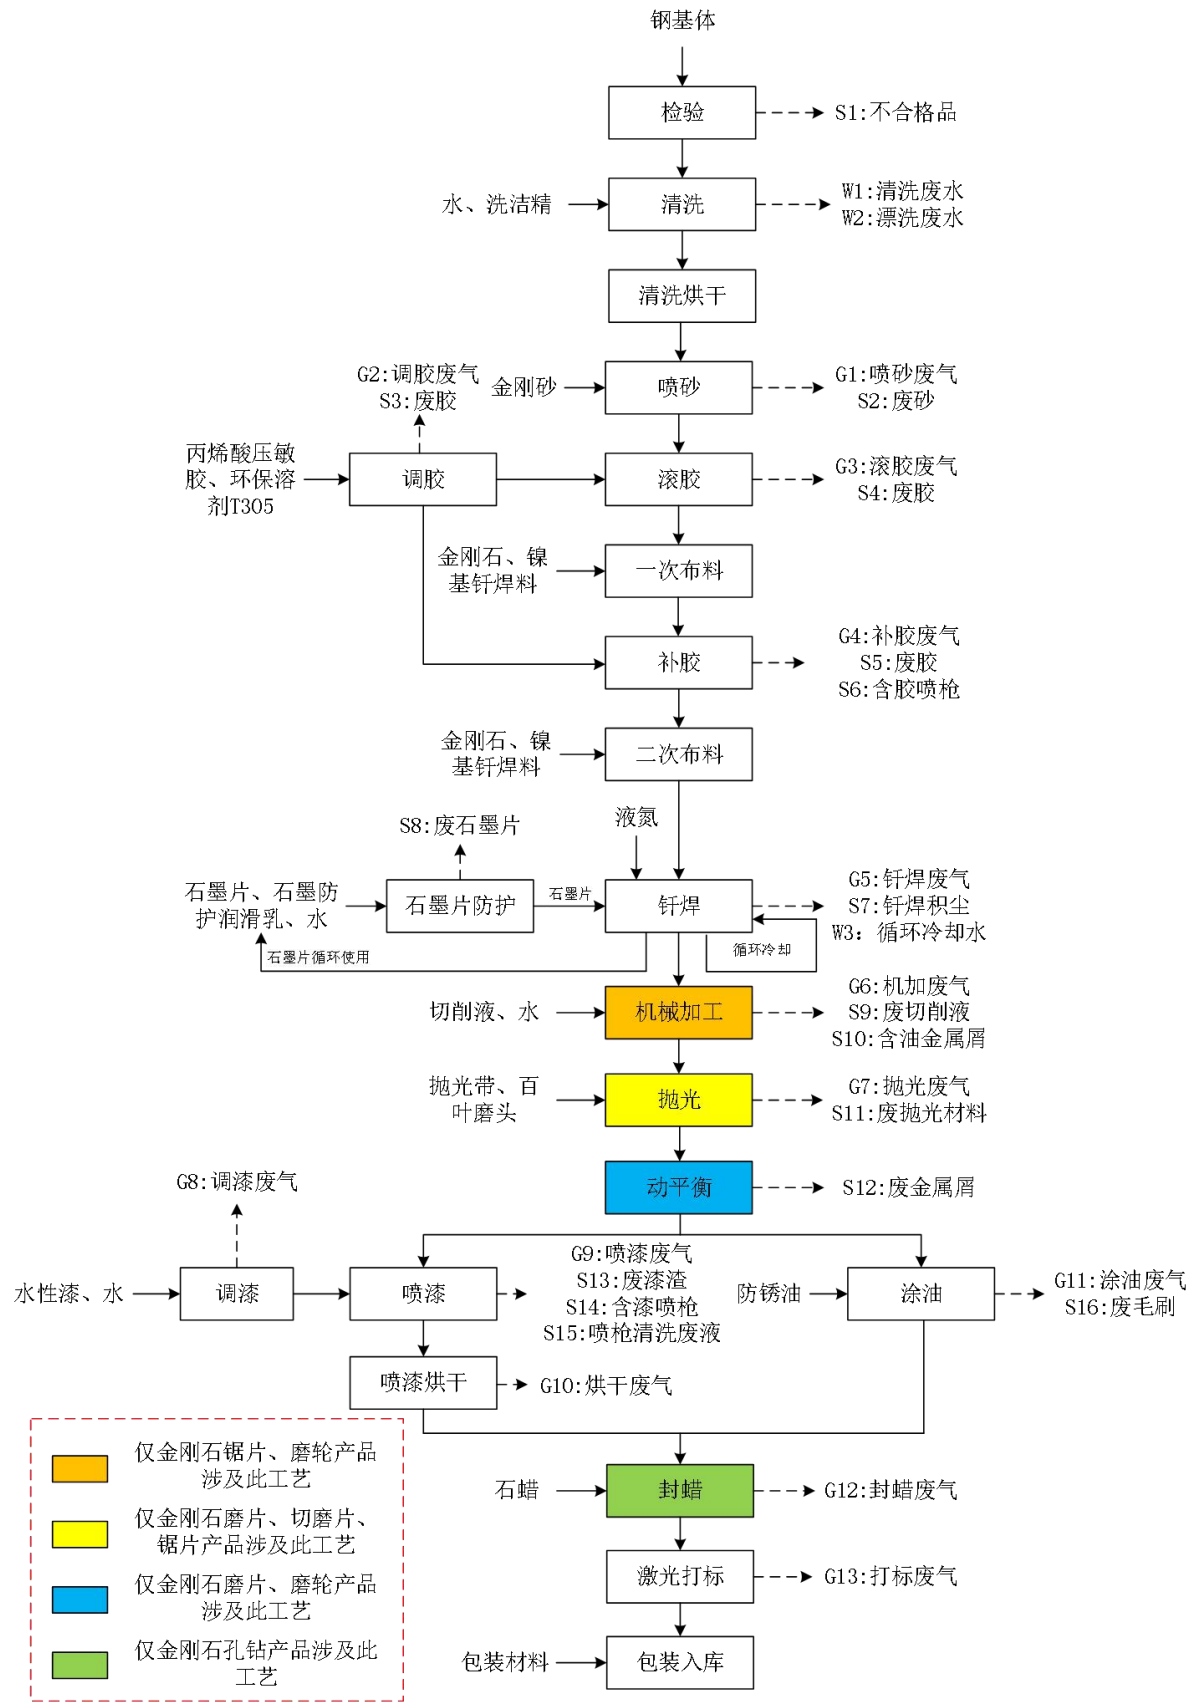 钢基体
检验
S1:不合格品
水、洗洁精
清洗
W1:清洗废水
W2:漂洗废水
清洗烘干
金刚砂
喷砂
G1:喷砂废气
S2:废砂
G2:调胶废气
S3:废胶
丙烯酸压敏
胶、环保溶
剂T305
调胶
滚胶
G3:滚胶废气
S4:废胶
金刚石、镍
基钎焊料
一次布料
补胶
G4:补胶废气
S5:废胶
S6:含胶喷枪
金刚石、镍
基钎焊料
二次布料
液氮
S8:废石墨片
石墨片、石墨防
护润滑乳、水
石墨片防护
石墨片
钎焊
G5:钎焊废气
S7:钎焊积尘
W3：循环冷却水
石墨片循环使用
循环冷却
切削液、水
机械加工
G6:机加废气
S9:废切削液
S10:含油金属屑
抛光带、百
叶磨头
抛光
G7:抛光废气
S11:废抛光材料
动平衡
S12:废金属屑
G8:调漆废气
水性漆、水
调漆
喷漆
G9:喷漆废气
S13:废漆渣
S14:含漆喷枪
S15:喷枪清洗废液
防锈油
涂油
G11:涂油废气
S16:废毛刷
喷漆烘干
G10:烘干废气
石蜡
封蜡
G12:封蜡废气
激光打标
G13:打标废气
包装材料
包装入库
仅金刚石锯片、磨轮产品
涉及此工艺
仅金刚石磨片、切磨片、
锯片产品涉及此工艺
仅金刚石磨片、磨轮产品
涉及此工艺
仅金刚石孔钻产品涉及此
工艺